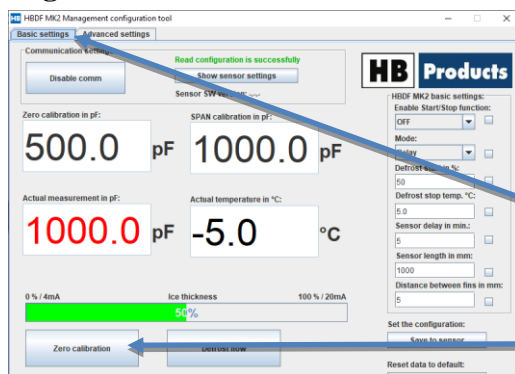 HB HBDF MK2 Management configuration tool
Basic settings Advanced settings
Communication settings
Disable comm
Read configuration is successfully
Show sensor settings
Sensor SW version: -.-
HB Products
Zero calibration in pF:
500.0 pF
SPAN calibration in pF:
1000.0 pF
Actual measurement in pF:
1000.0 pF
Actual temperature in °C:
-5.0 °C
0 % / 4mA Ice thickness 100 % / 20mA
50%
Zero calibration
Defrost now
HBDF MK2 basic settings:
Enable Start/Stop function:
OFF
Mode:
Delay
Defrost start in %:
50
Defrost stop temp. °C:
5.0
Sensor delay in min.:
5
Sensor length in mm:
1000
Distance between fins in mm:
5
Set the configuration:
Save to sensor
Reset data to default: